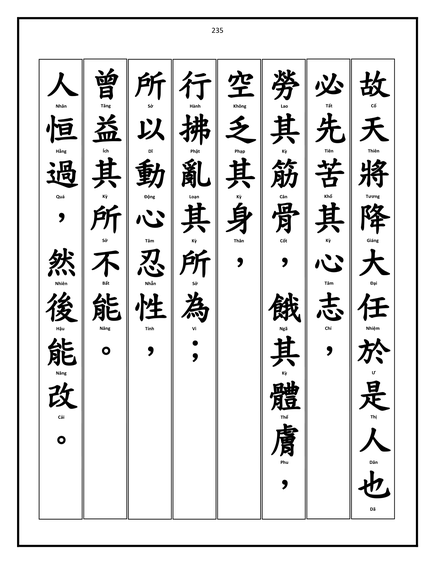 235
故天將降大任於是人也
Cố Thiên Tương Giáng Đại Nhiệm Ư Thị Dân Dã
必先苦其心志，
Tất Tiên Khổ Kỳ Tâm Chí
勞其筋骨，餓其體膚，
Lao Kỳ Cân Cốt Ngã Kỳ Thể Phu
空乏其身，
Không Phạp Kỳ Thân
行拂亂其所為；
Hành Phật Loạn Kỳ Sở Vi
所以動心忍性，
Sở Dĩ Động Tâm Nhẫn Tính
曾益其所不能。
Tăng Ích Kỳ Sở Bất Năng
人恒過，然後能改。
Nhân Hằng Quá Nhiên Hậu Năng Cải